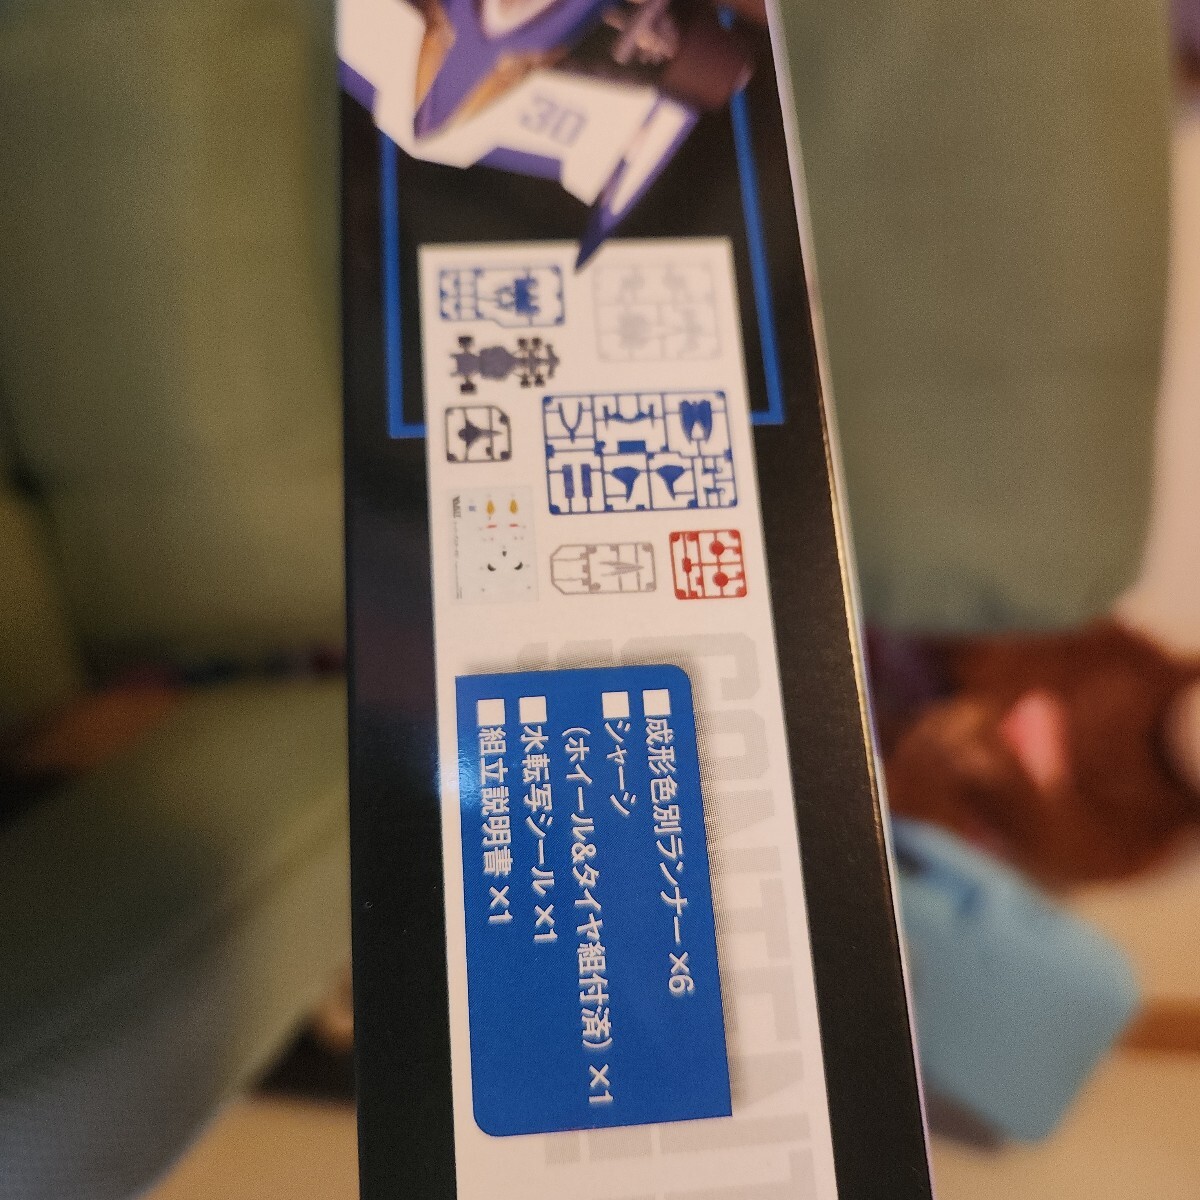 30
CONTENT
■成形色別ランナー ×6
■シャーシ
(ホイール&タイヤ組付済) ×1
■水転写シール ×1
■組立説明書 ×1